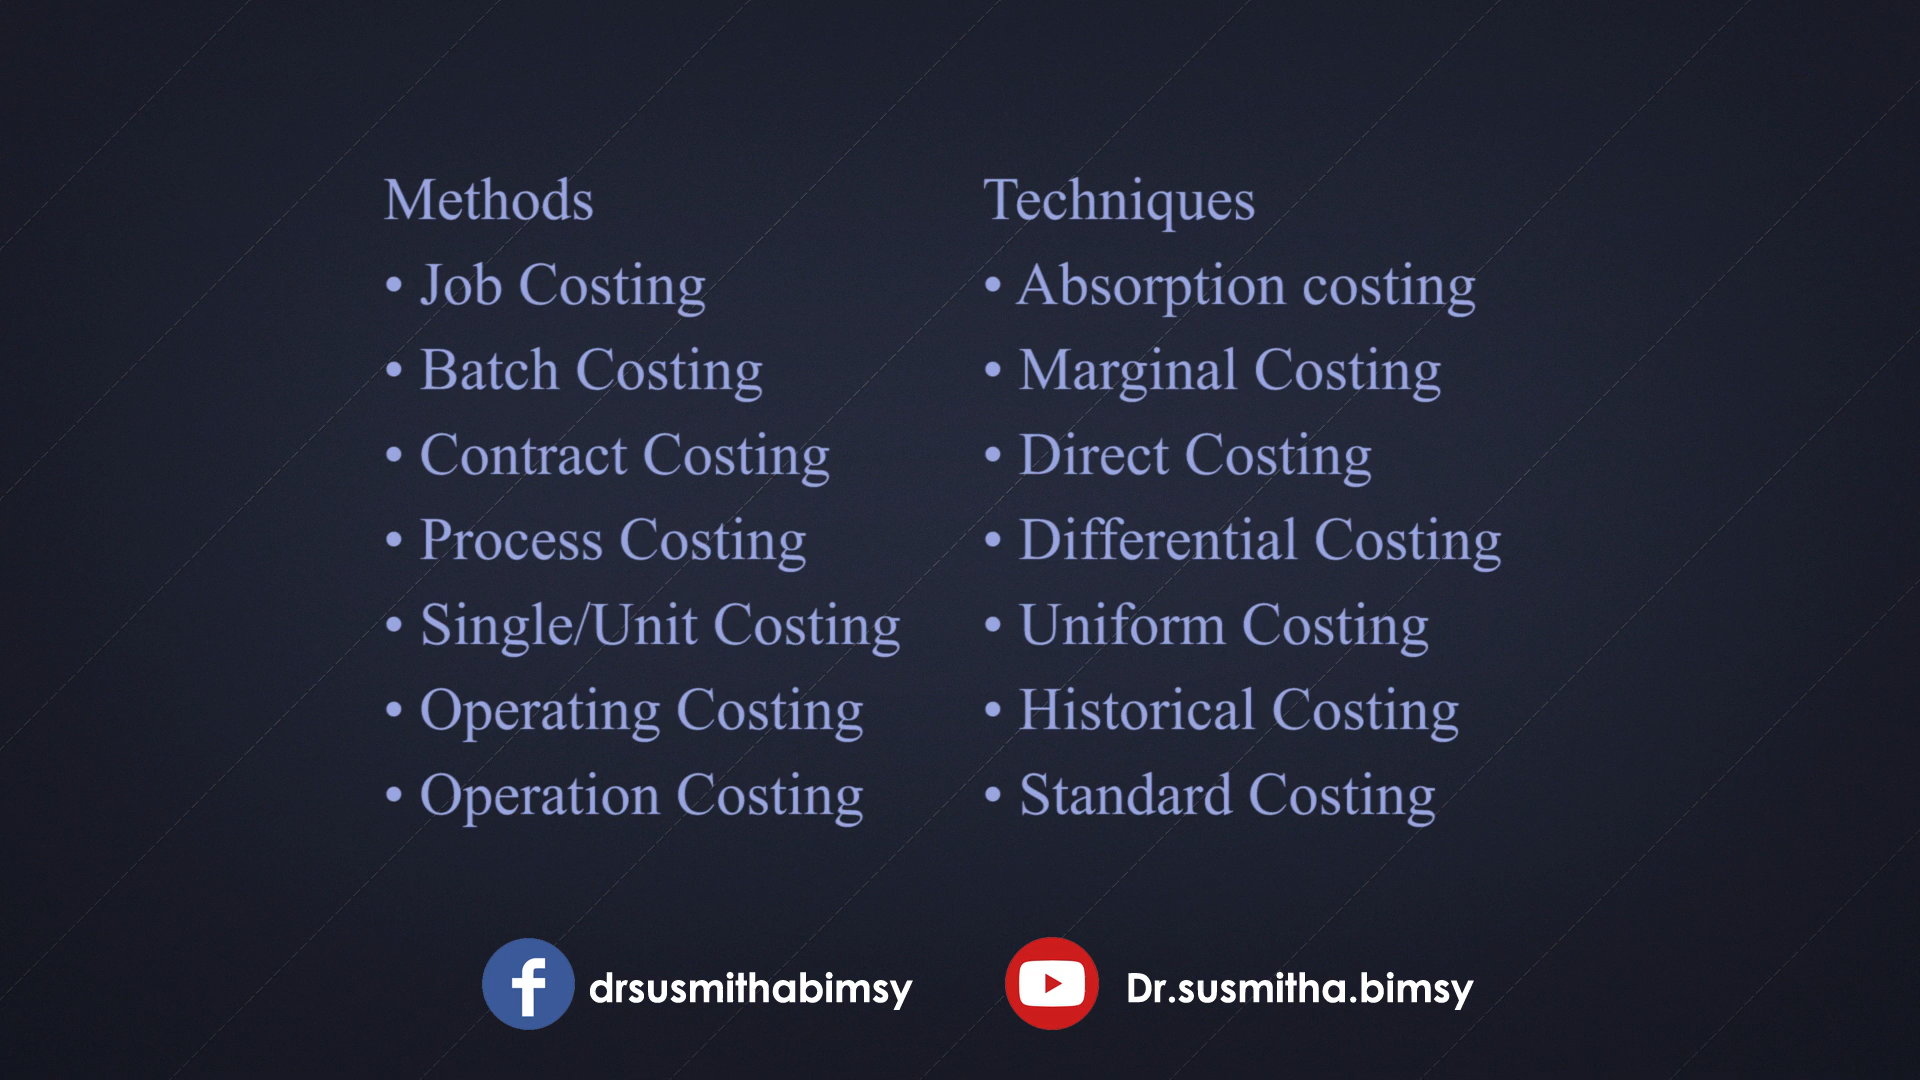 Methods
• Job Costing
• Batch Costing
• Contract Costing
• Process Costing
• Single/Unit Costing
• Operating Costing
• Operation Costing
Techniques
• Absorption costing
• Marginal Costing
• Direct Costing
• Differential Costing
• Uniform Costing
• Historical Costing
• Standard Costing
drsusmithabimsy
Dr.susmitha.bimsy